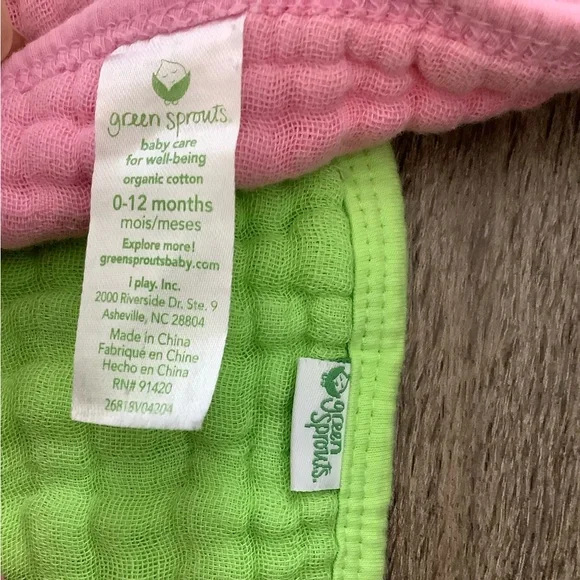 green sprouts
baby care
for well-being
organic cotton
0-12 months
mois/meses
Explore more!
greensproutsbaby.com
I play. Inc.
2000 Riverside Dr. Ste. 9
Asheville, NC 28804
Made in China
Fabriqué en Chine
Hecho en China
RN# 91420
26818V04204
green
sprouts